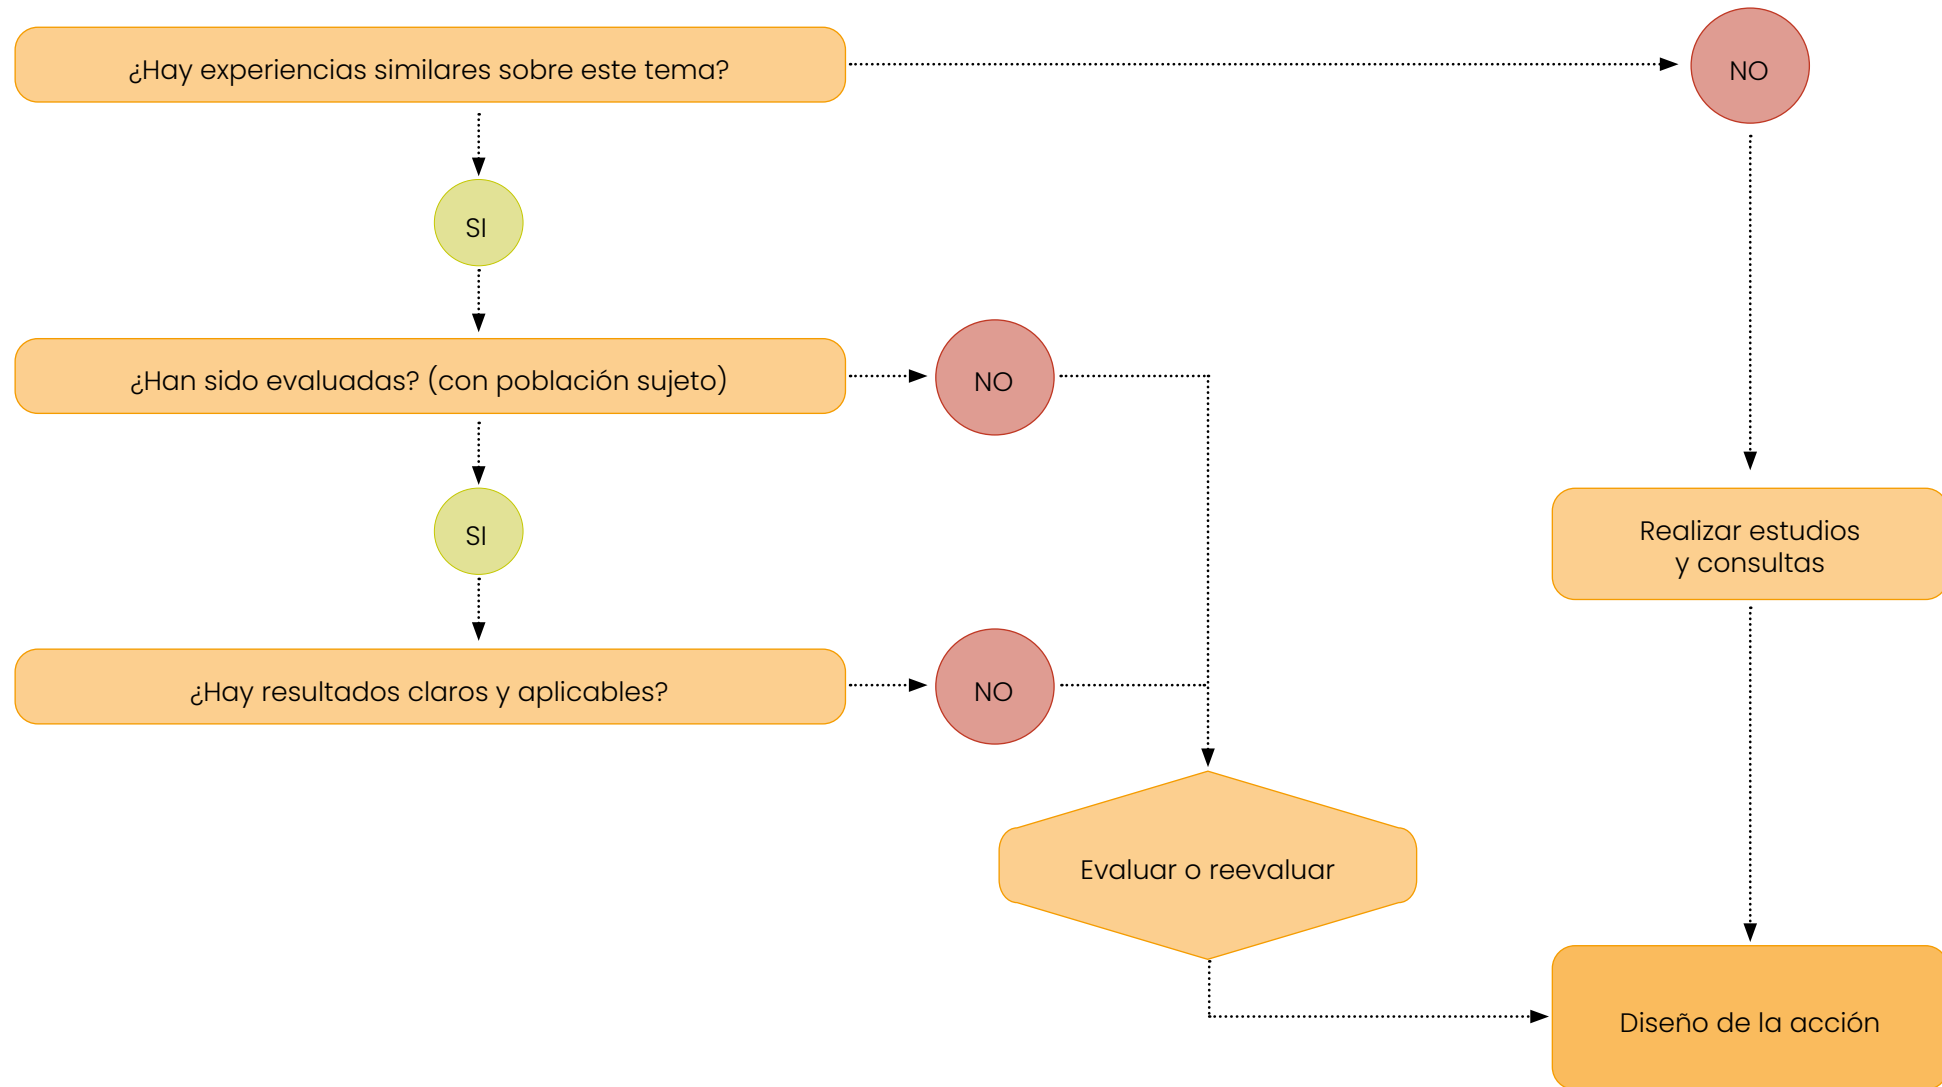 ¿Hay experiencias similares sobre este tema?
NO
SI
¿Han sido evaluadas? (con población sujeto)
NO
SI
Realizar estudios
y consultas
¿Hay resultados claros y aplicables?
NO
Evaluar o reevaluar
Diseño de la acción